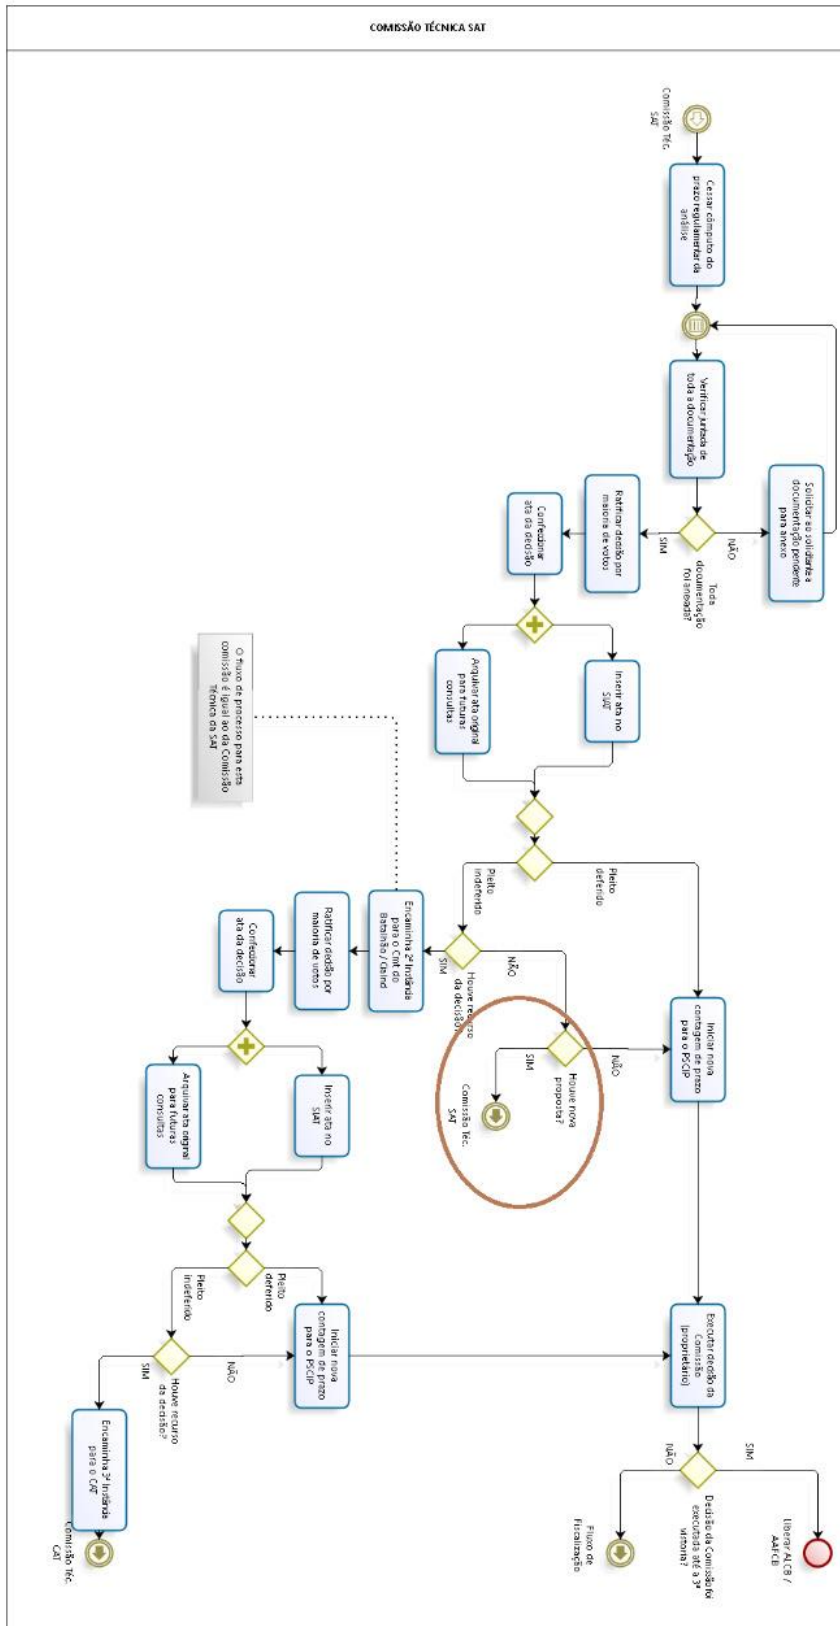 COMISSÃO TÉCNICA SAT
Comissão Téc.
SAT
Cessar cômputo do
prazo regulamentar da
análise
Verificar juntada de
toda a documentação
Solicitar ao solicitante a
documentação pendente
para anexo
Toda
documentação
foi anexada?
NÃO
SIM
Ratificar decisão por
maioria de votos
Confeccionar
ata da decisão
Inserir ata no
SIAT
Arquivar ata original
para futuras
consultas
O fluxo de processo para esta
comissão é igual ao da Comissão
Técnica da SAT
Pleito
deferido
Pleito
indeferido
Houve recurso
da decisão?
NÃO
SIM
Encaminha 2ª Instância
para o Cmt do
Batalhão / CiaInd
Houve nova
proposta?
NÃO
SIM
Comissão Téc.
SAT
Iniciar nova
contagem de prazo
para o PSCIP
Ratificar decisão por
maioria de votos
Confeccionar
ata da decisão
Inserir ata no
SIAT
Arquivar ata original
para futuras
consultas
Pleito
deferido
Pleito
indeferido
Iniciar nova
contagem de prazo
para o PSCIP
Houve recurso
da decisão?
NÃO
SIM
Encaminha 3ª Instância
para o CAT
Comissão Téc.
CAT
Executar decisão da
Comissão
(proprietário)
Decisão da Comissão foi
executada até a 3ª
vistoria?
SIM
NÃO
Liberar ALCB /
AAFCB
Fluxo de
Fiscalização